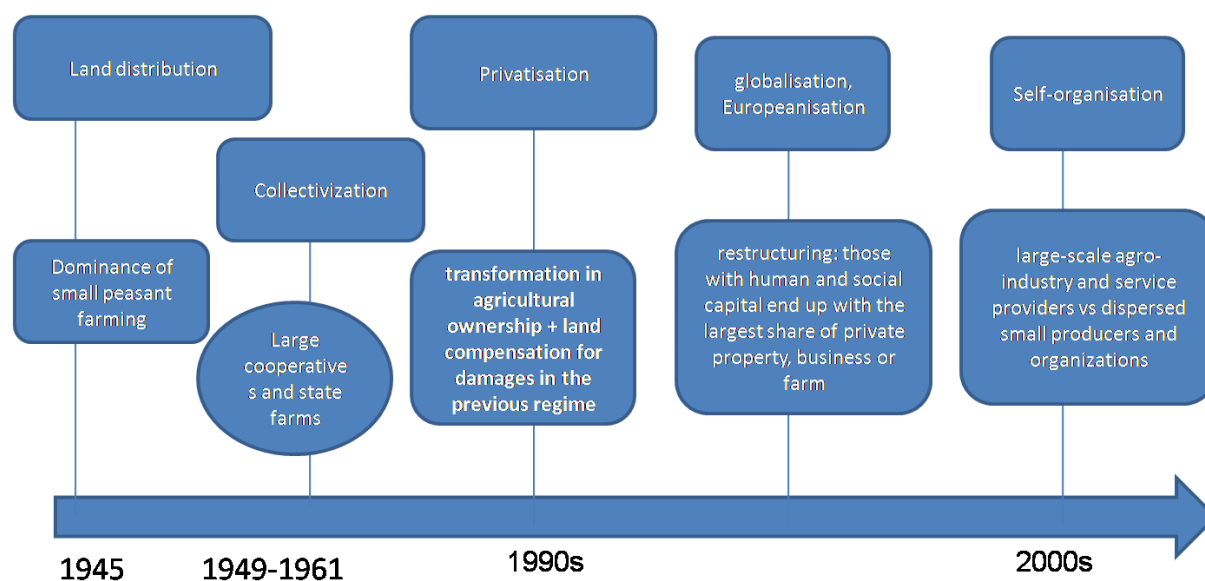 Land distribution
Dominance of
small peasant
farming
1945
Collectivization
Large
cooperative
s and state
farms
1949-1961
Privatisation
transformation in
agricultural
ownership + land
compensation for
damages in the
previous regime
1990s
globalisation,
Europeanisation
restructuring: those
with human and social
capital end up with the
largest share of private
property, business or
farm
Self-organisation
large-scale agro-
industry and service
providers vs dispersed
small producers and
organizations
2000s